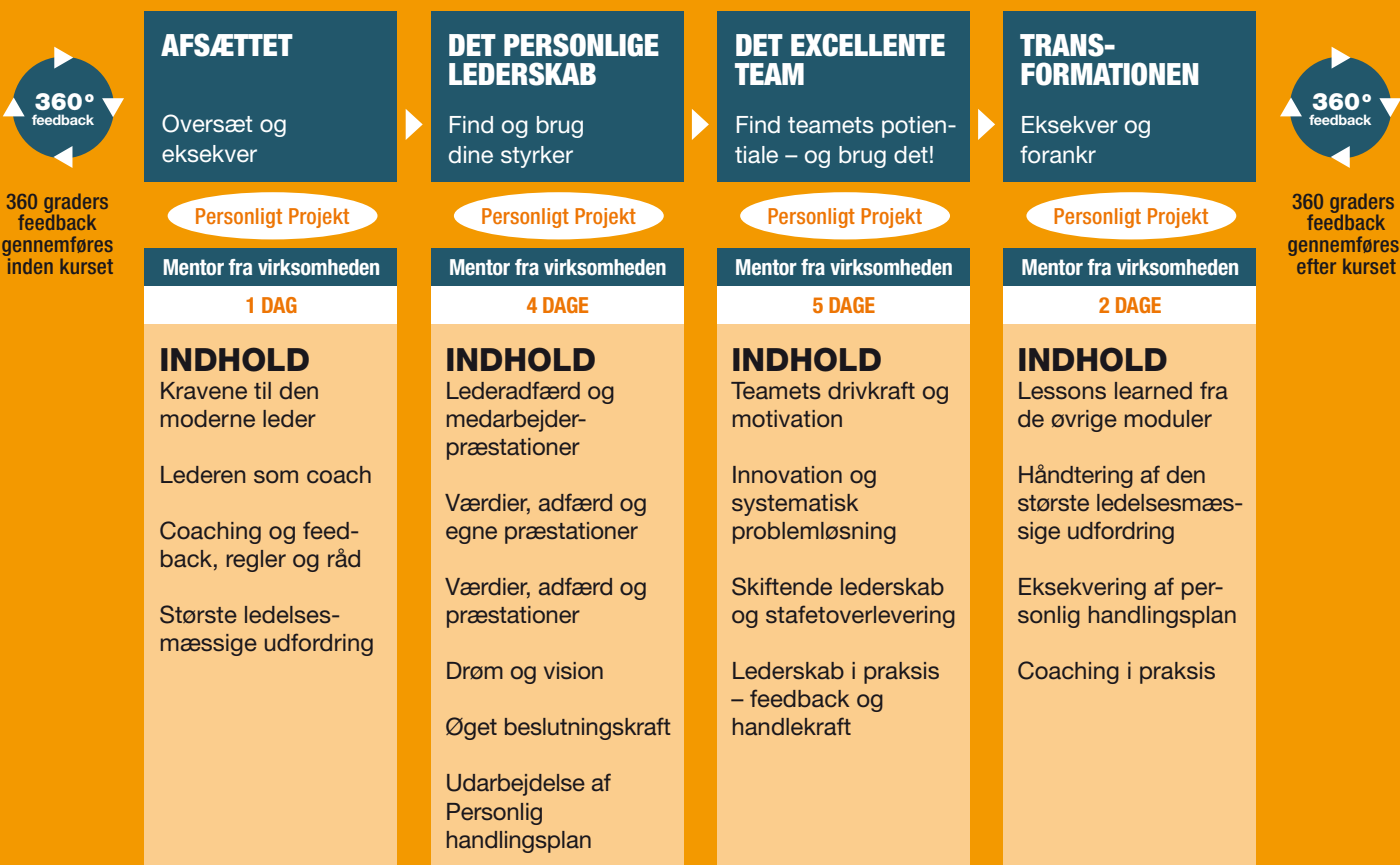 360°
feedback
360 graders
feedback
gennemføres
inden kurset
AFSÆTTET
Oversæt og
eksekver
Personligt Projekt
Mentor fra virksomheden
1 DAG
INDHOLD
Kravene til den
moderne leder
Lederen som coach
Coaching og feed-
back, regler og råd
Største ledelses-
mæssige udfordring
DET PERSONLIGE
LEDERSKAB
Find og brug
dine styrker
Personligt Projekt
Mentor fra virksomheden
4 DAGE
INDHOLD
Lederadfærd og
medarbejder-
præstationer
Værdier, adfærd og
egne præstationer
Værdier, adfærd og
præstationer
Drøm og vision
Øget beslutningskraft
Udarbejdelse af
Personlig
handlingsplan
DET EXCELLENTE
TEAM
Find teamets potien-
tiale – og brug det!
Personligt Projekt
Mentor fra virksomheden
5 DAGE
INDHOLD
Teamets drivkraft og
motivation
Innovation og
systematisk
problemløsning
Skiftende lederskab
og stafetoverlevering
Lederskab i praksis
– feedback og
handlekraft
TRANS-
FORMATIONEN
Eksekver og
forankr
Personligt Projekt
Mentor fra virksomheden
2 DAGE
INDHOLD
Lessons learned fra
de øvrige moduler
Håndtering af den
største ledelsesmæs-
sige udfordring
Eksekvering af per-
sonlig handlingsplan
Coaching i praksis
360°
feedback
360 graders
feedback
gennemføres
efter kurset